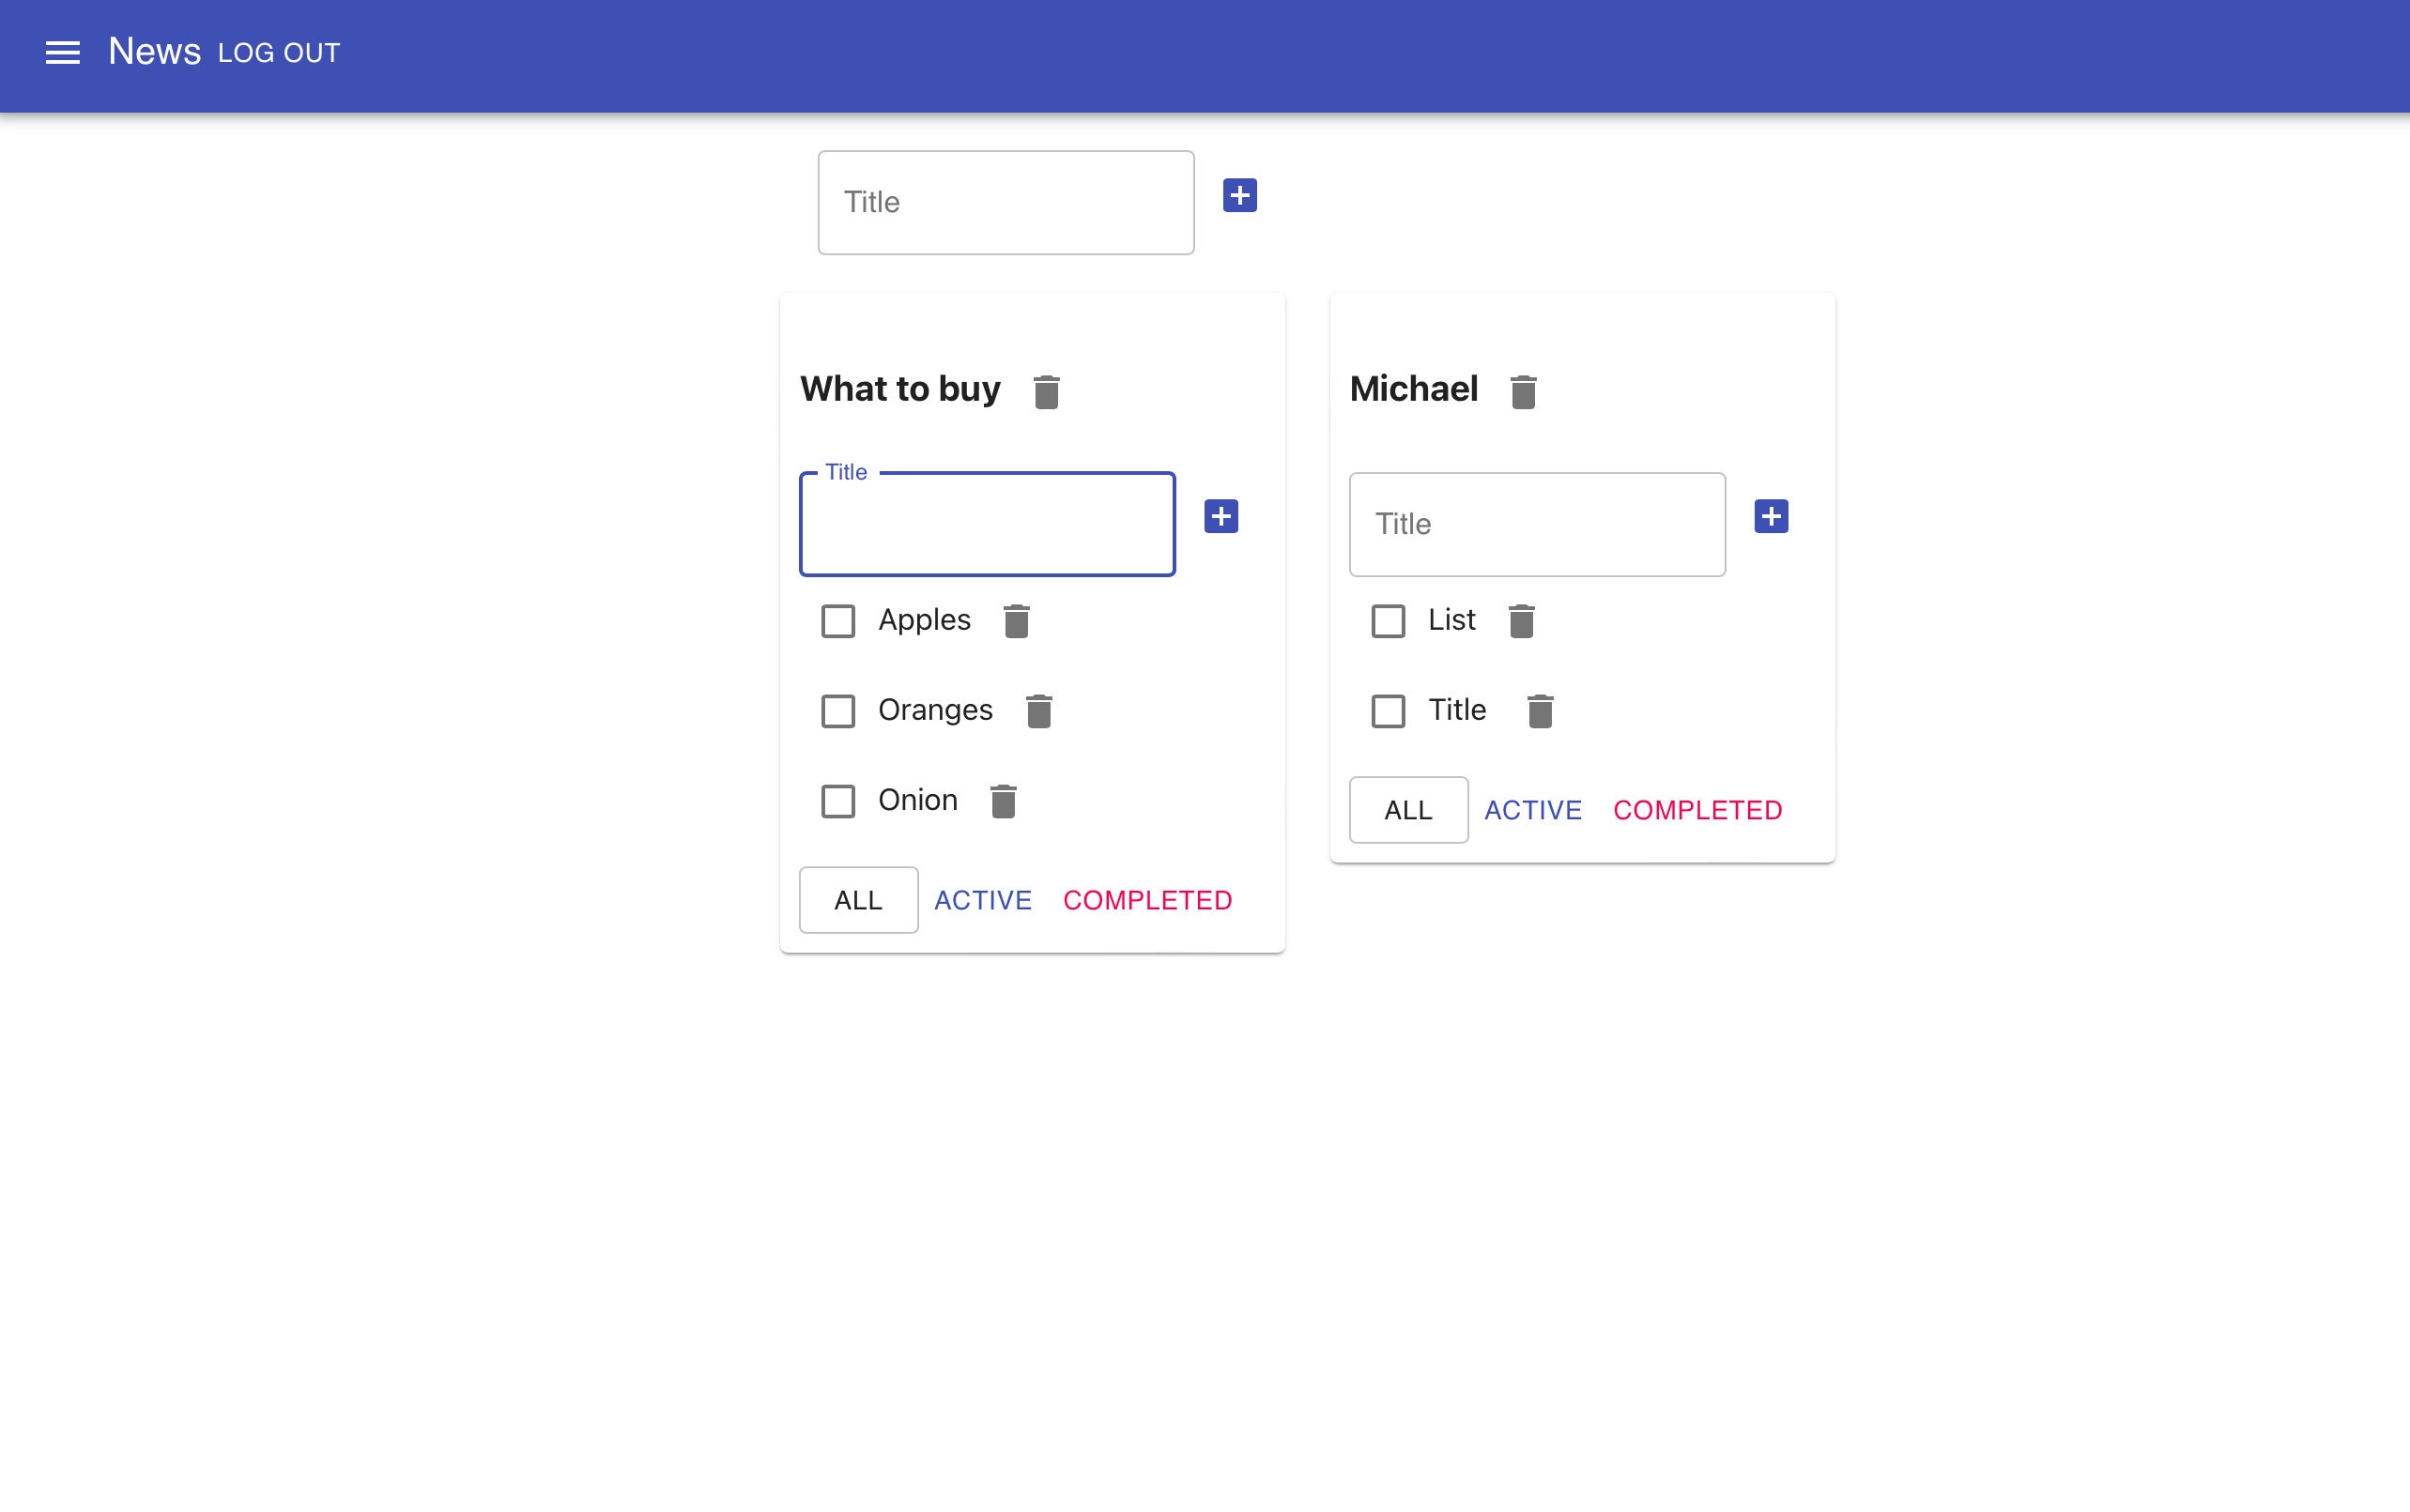 News LOG OUT
Title
What to buy
Title
Apples
Oranges
Onion
ALL ACTIVE COMPLETED
Michael
Title
List
Title
ALL ACTIVE COMPLETED